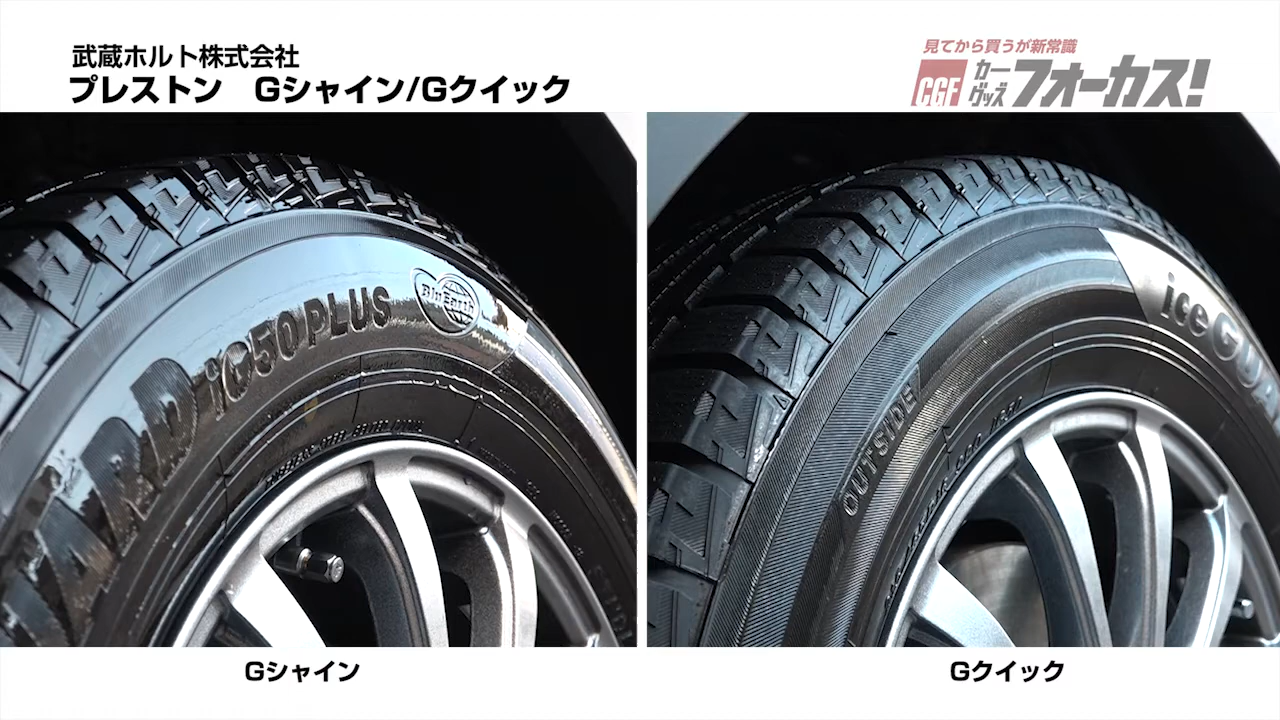 武蔵ホルト株式会社
プレストン　Gシャイン/Gクイック
見てから買うが新常識
CGF カーグッズフォーカス!
ARD iG50PLUS
BluEarth
iceGU
OUTSIDE
Gシャイン
Gクイック